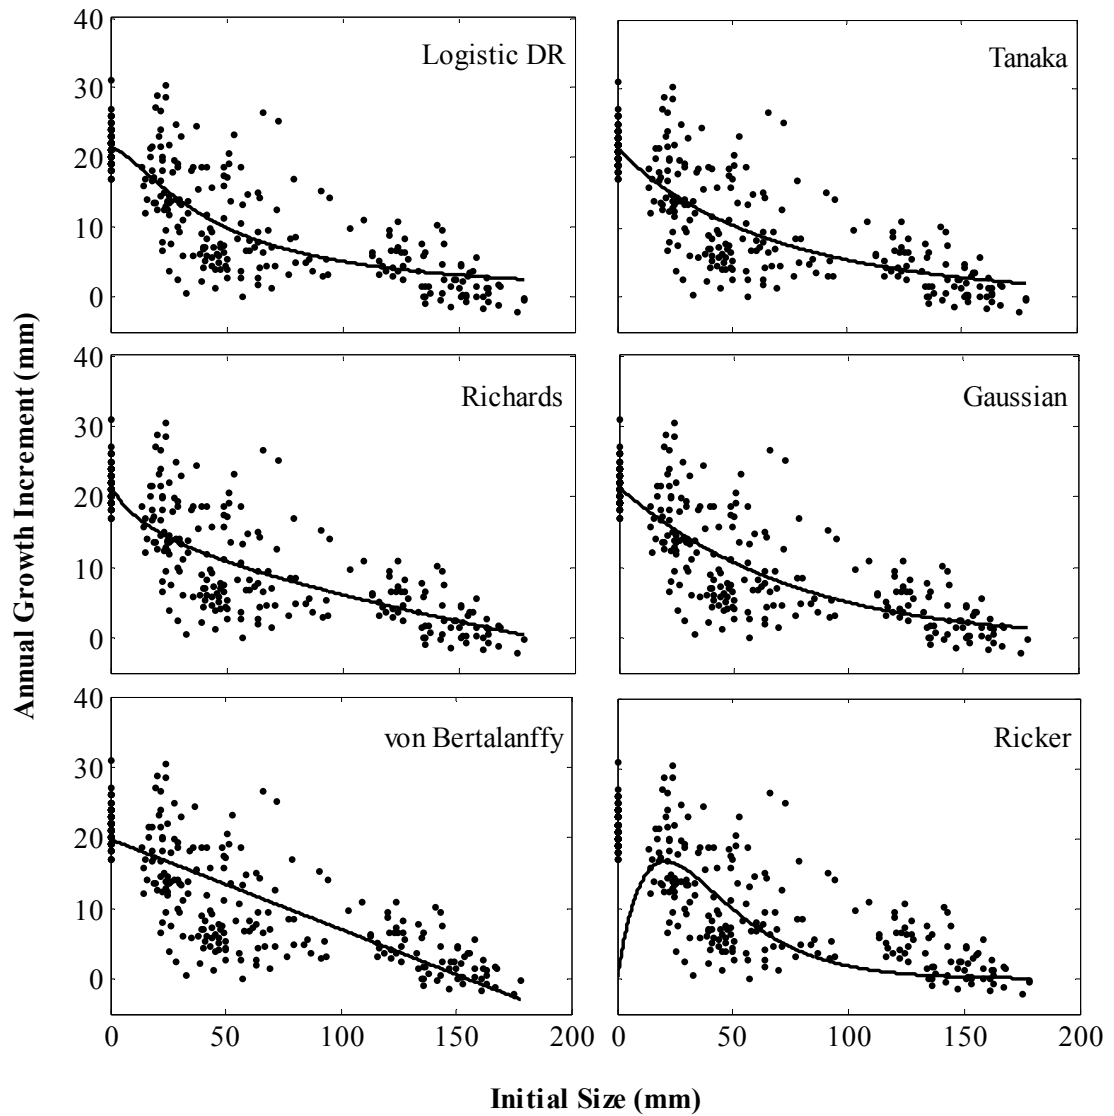 40
30
20
10
0
Logistic DR
Tanaka
40
30
20
10
0
Richards
Gaussian
40
30
20
10
0
von Bertalanffy
Ricker
0 50 100 150 200
0 50 100 150 200
Annual Growth Increment (mm)
Initial Size (mm)